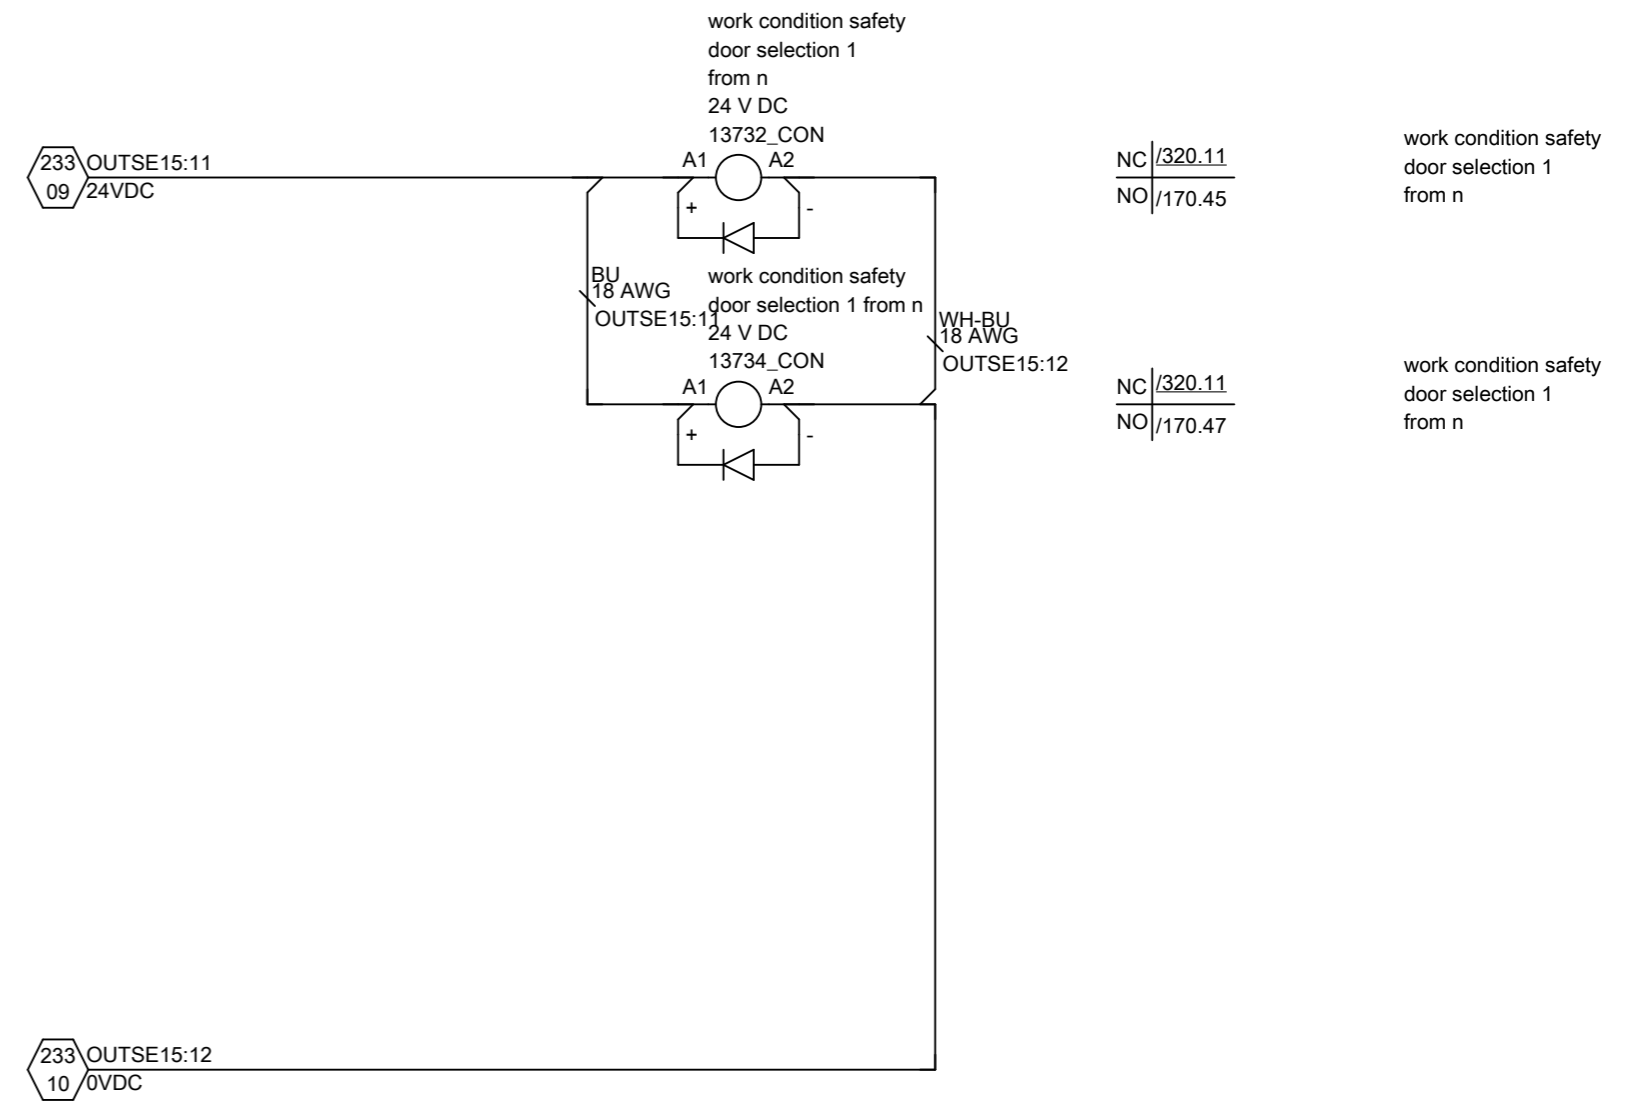 work condition safety
door selection 1
from n
24 V DC
13732_CON
233
09
OUTSE15:11
24VDC
A1
A2
+
-
NC
/320.11
NO
/170.45
work condition safety
door selection 1
from n
BU
18 AWG
OUTSE15:11
work condition safety
door selection 1 from n
24 V DC
13734_CON
WH-BU
18 AWG
OUTSE15:12
A1
A2
+
-
NC
/320.11
NO
/170.47
work condition safety
door selection 1
from n
233
10
OUTSE15:12
0VDC